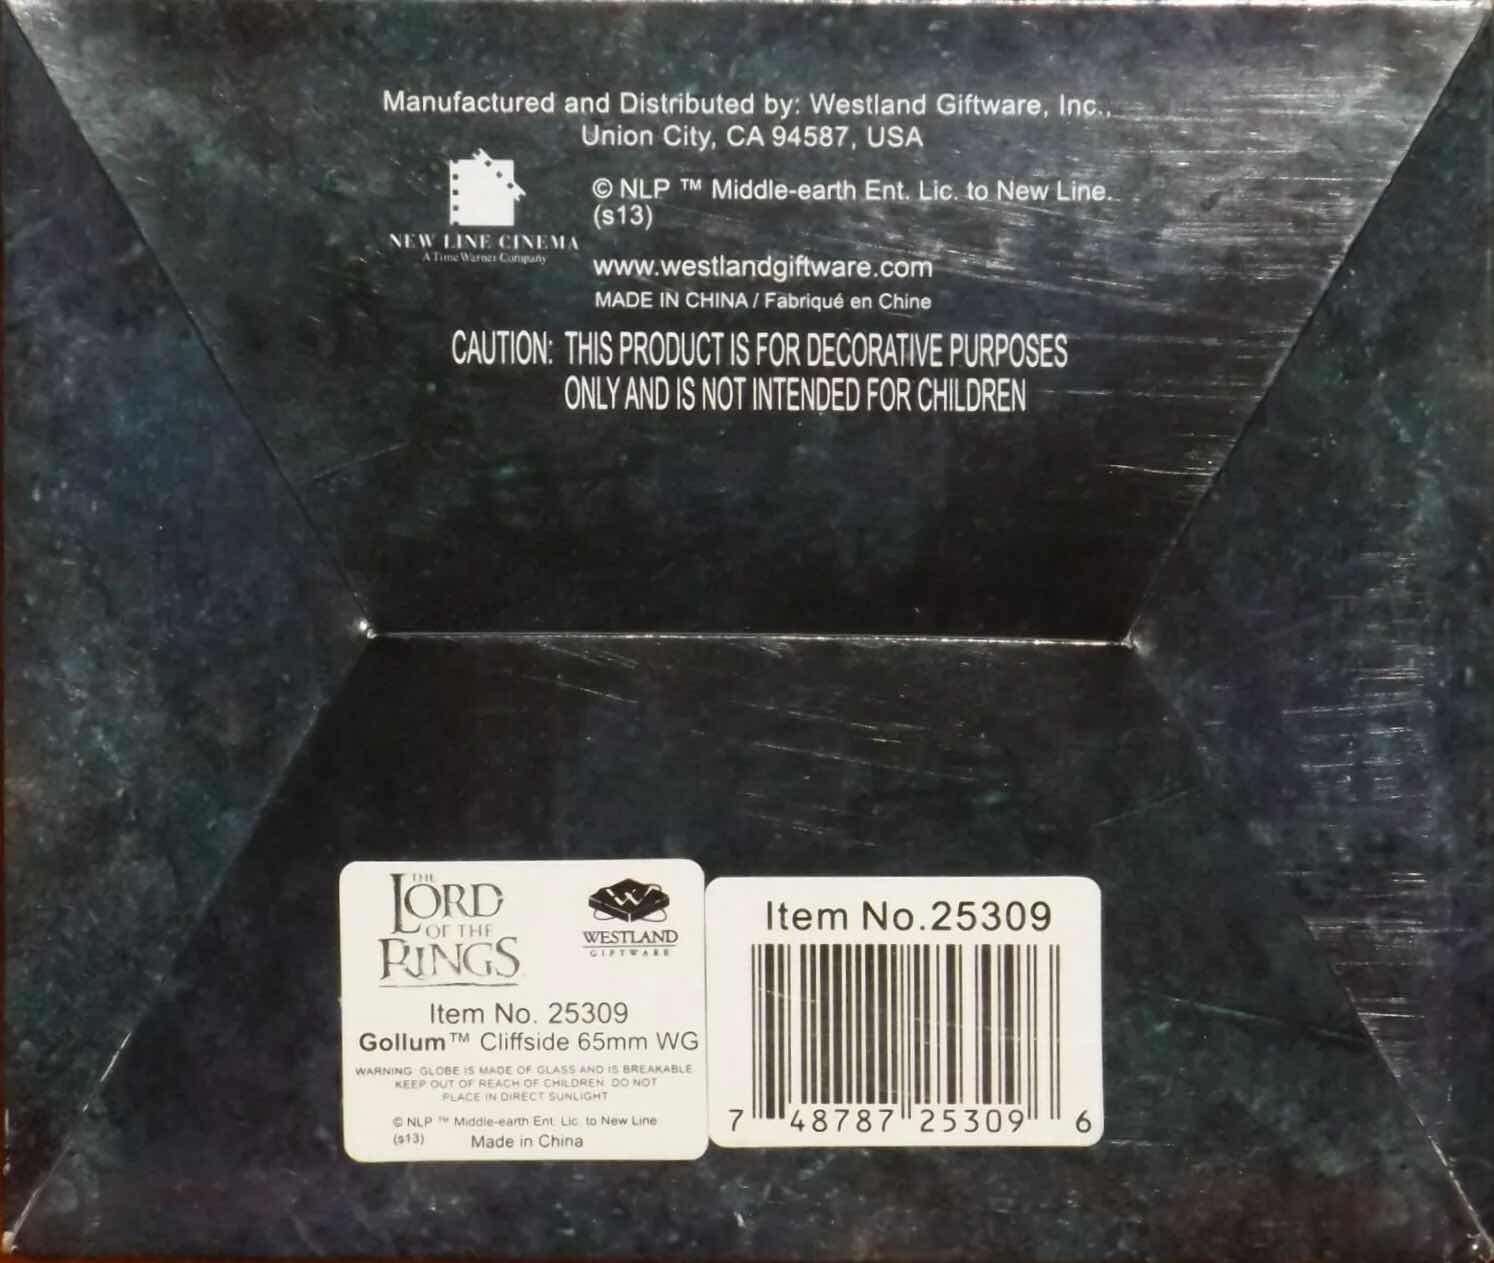 Manufactured and Distributed by: Westland Giftware, Inc.,
Union City, CA 94587, USA
NEW LINE CINEMA
A Time Warner Company
© NLP ™ Middle-earth Ent. Lic. to New Line.
(s13)
www.westlandgiftware.com
MADE IN CHINA / Fabriqué en Chine
CAUTION: THIS PRODUCT IS FOR DECORATIVE PURPOSES
ONLY AND IS NOT INTENDED FOR CHILDREN
THE
LORD
OF THE
RINGS
W
WESTLAND
GIFTWARE
Item No. 25309
Gollum™ Cliffside 65mm WG
WARNING: GLOBE IS MADE OF GLASS AND IS BREAKABLE
KEEP OUT OF REACH OF CHILDREN. DO NOT
PLACE IN DIRECT SUNLIGHT
© NLP ™ Middle-earth Ent. Lic. to New Line
(s13)
Made in China
Item No.25309
7 48787 25309 6